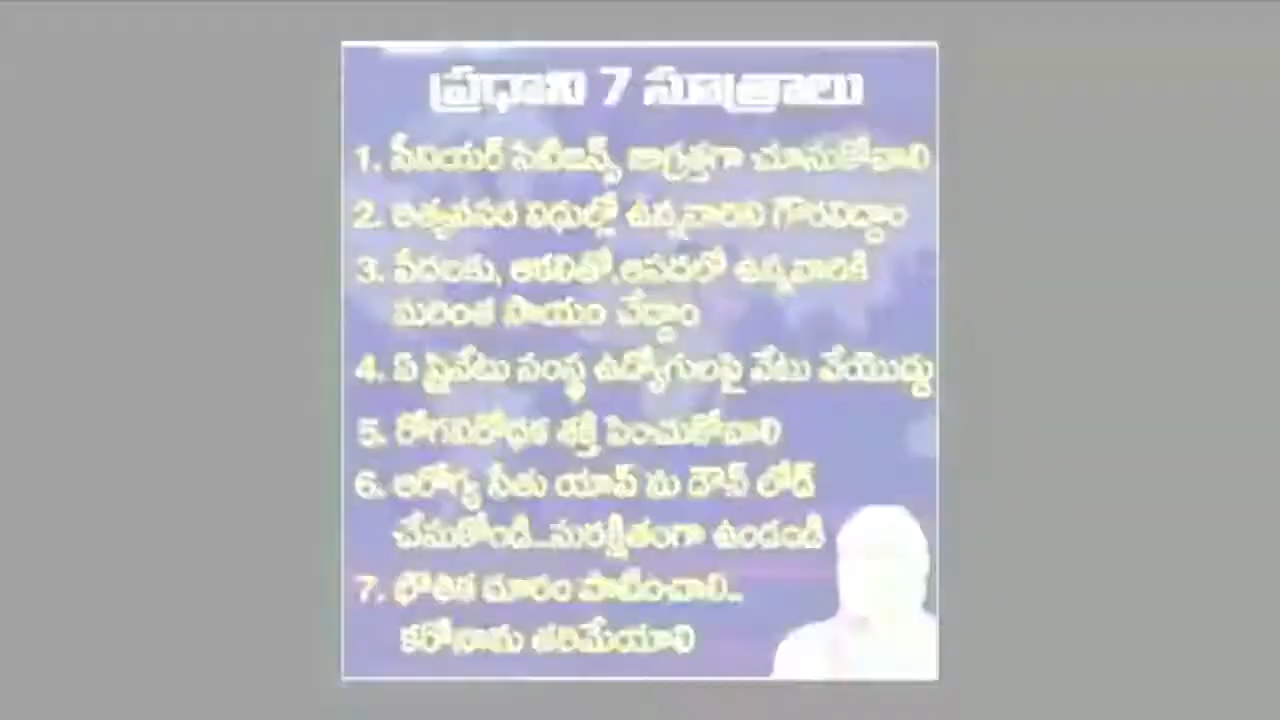 ప్రధాని 7 సూత్రాలు
1. సీనియర్ సిటిజన్స్ జాగ్రత్తగా చూసుకోవాలి
2. అత్యవసర విధుల్లో ఉన్నవారిని గౌరవిద్దాం
3. పేదలకు, ఆకలితో,ఆపదలో ఉన్నవారికి
మరింత సాయం చేద్దాం
4. ఏ ప్రైవేటు సంస్థ ఉద్యోగులపై వేటు వేయొద్దు
5. రోగనిరోధక శక్తి పెంచుకోవాలి
6. ఆరోగ్య సేతు యాప్ ను డౌన్ లోడ్
చేసుకోండి..సురక్షితంగా ఉండండి
7. భౌతిక దూరం పాటించాలి..
కరోనాను తరిమేయాలి